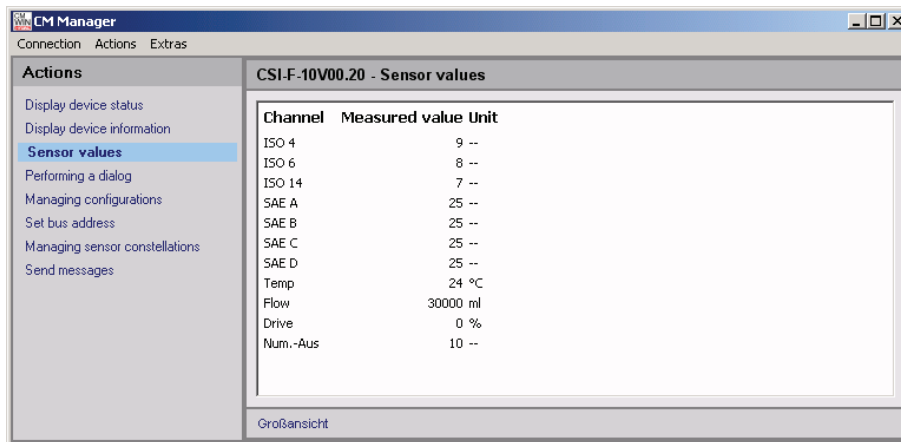 CM Manager
Connection Actions Extras
Actions
Display device status
Display device information
Sensor values
Performing a dialog
Managing configurations
Set bus address
Managing sensor constellations
Send messages
CSI-F-10V00.20 - Sensor values
Channel Measured value Unit
ISO 4 9 --
ISO 6 8 --
ISO 14 7 --
SAE A 25 --
SAE B 25 --
SAE C 25 --
SAE D 25 --
Temp 24 °C
Flow 30000 ml
Drive 0 %
Num.-Aus 10 --
Großansicht